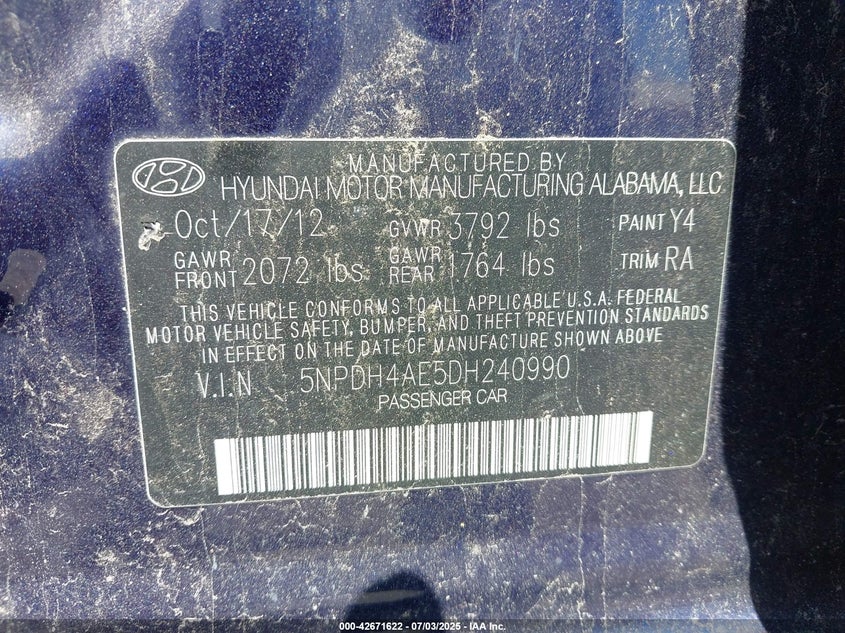 MANUFACTURED BY
HYUNDAI MOTOR MANUFACTURING ALABAMA, LLC
Oct/17/12 GVWR 3792 lbs PAINT Y4
GAWR FRONT 2072 lbs GAWR REAR 1764 lbs TRIM RA
THIS VEHICLE CONFORMS TO ALL APPLICABLE U.S.A. FEDERAL
MOTOR VEHICLE SAFETY, BUMPER, AND THEFT PREVENTION STANDARDS
IN EFFECT ON THE DATE OF MANUFACTURE SHOWN ABOVE
V.I.N 5NPDH4AE5DH240990
PASSENGER CAR
000-42671622 - 07/03/2025 - IAA Inc.